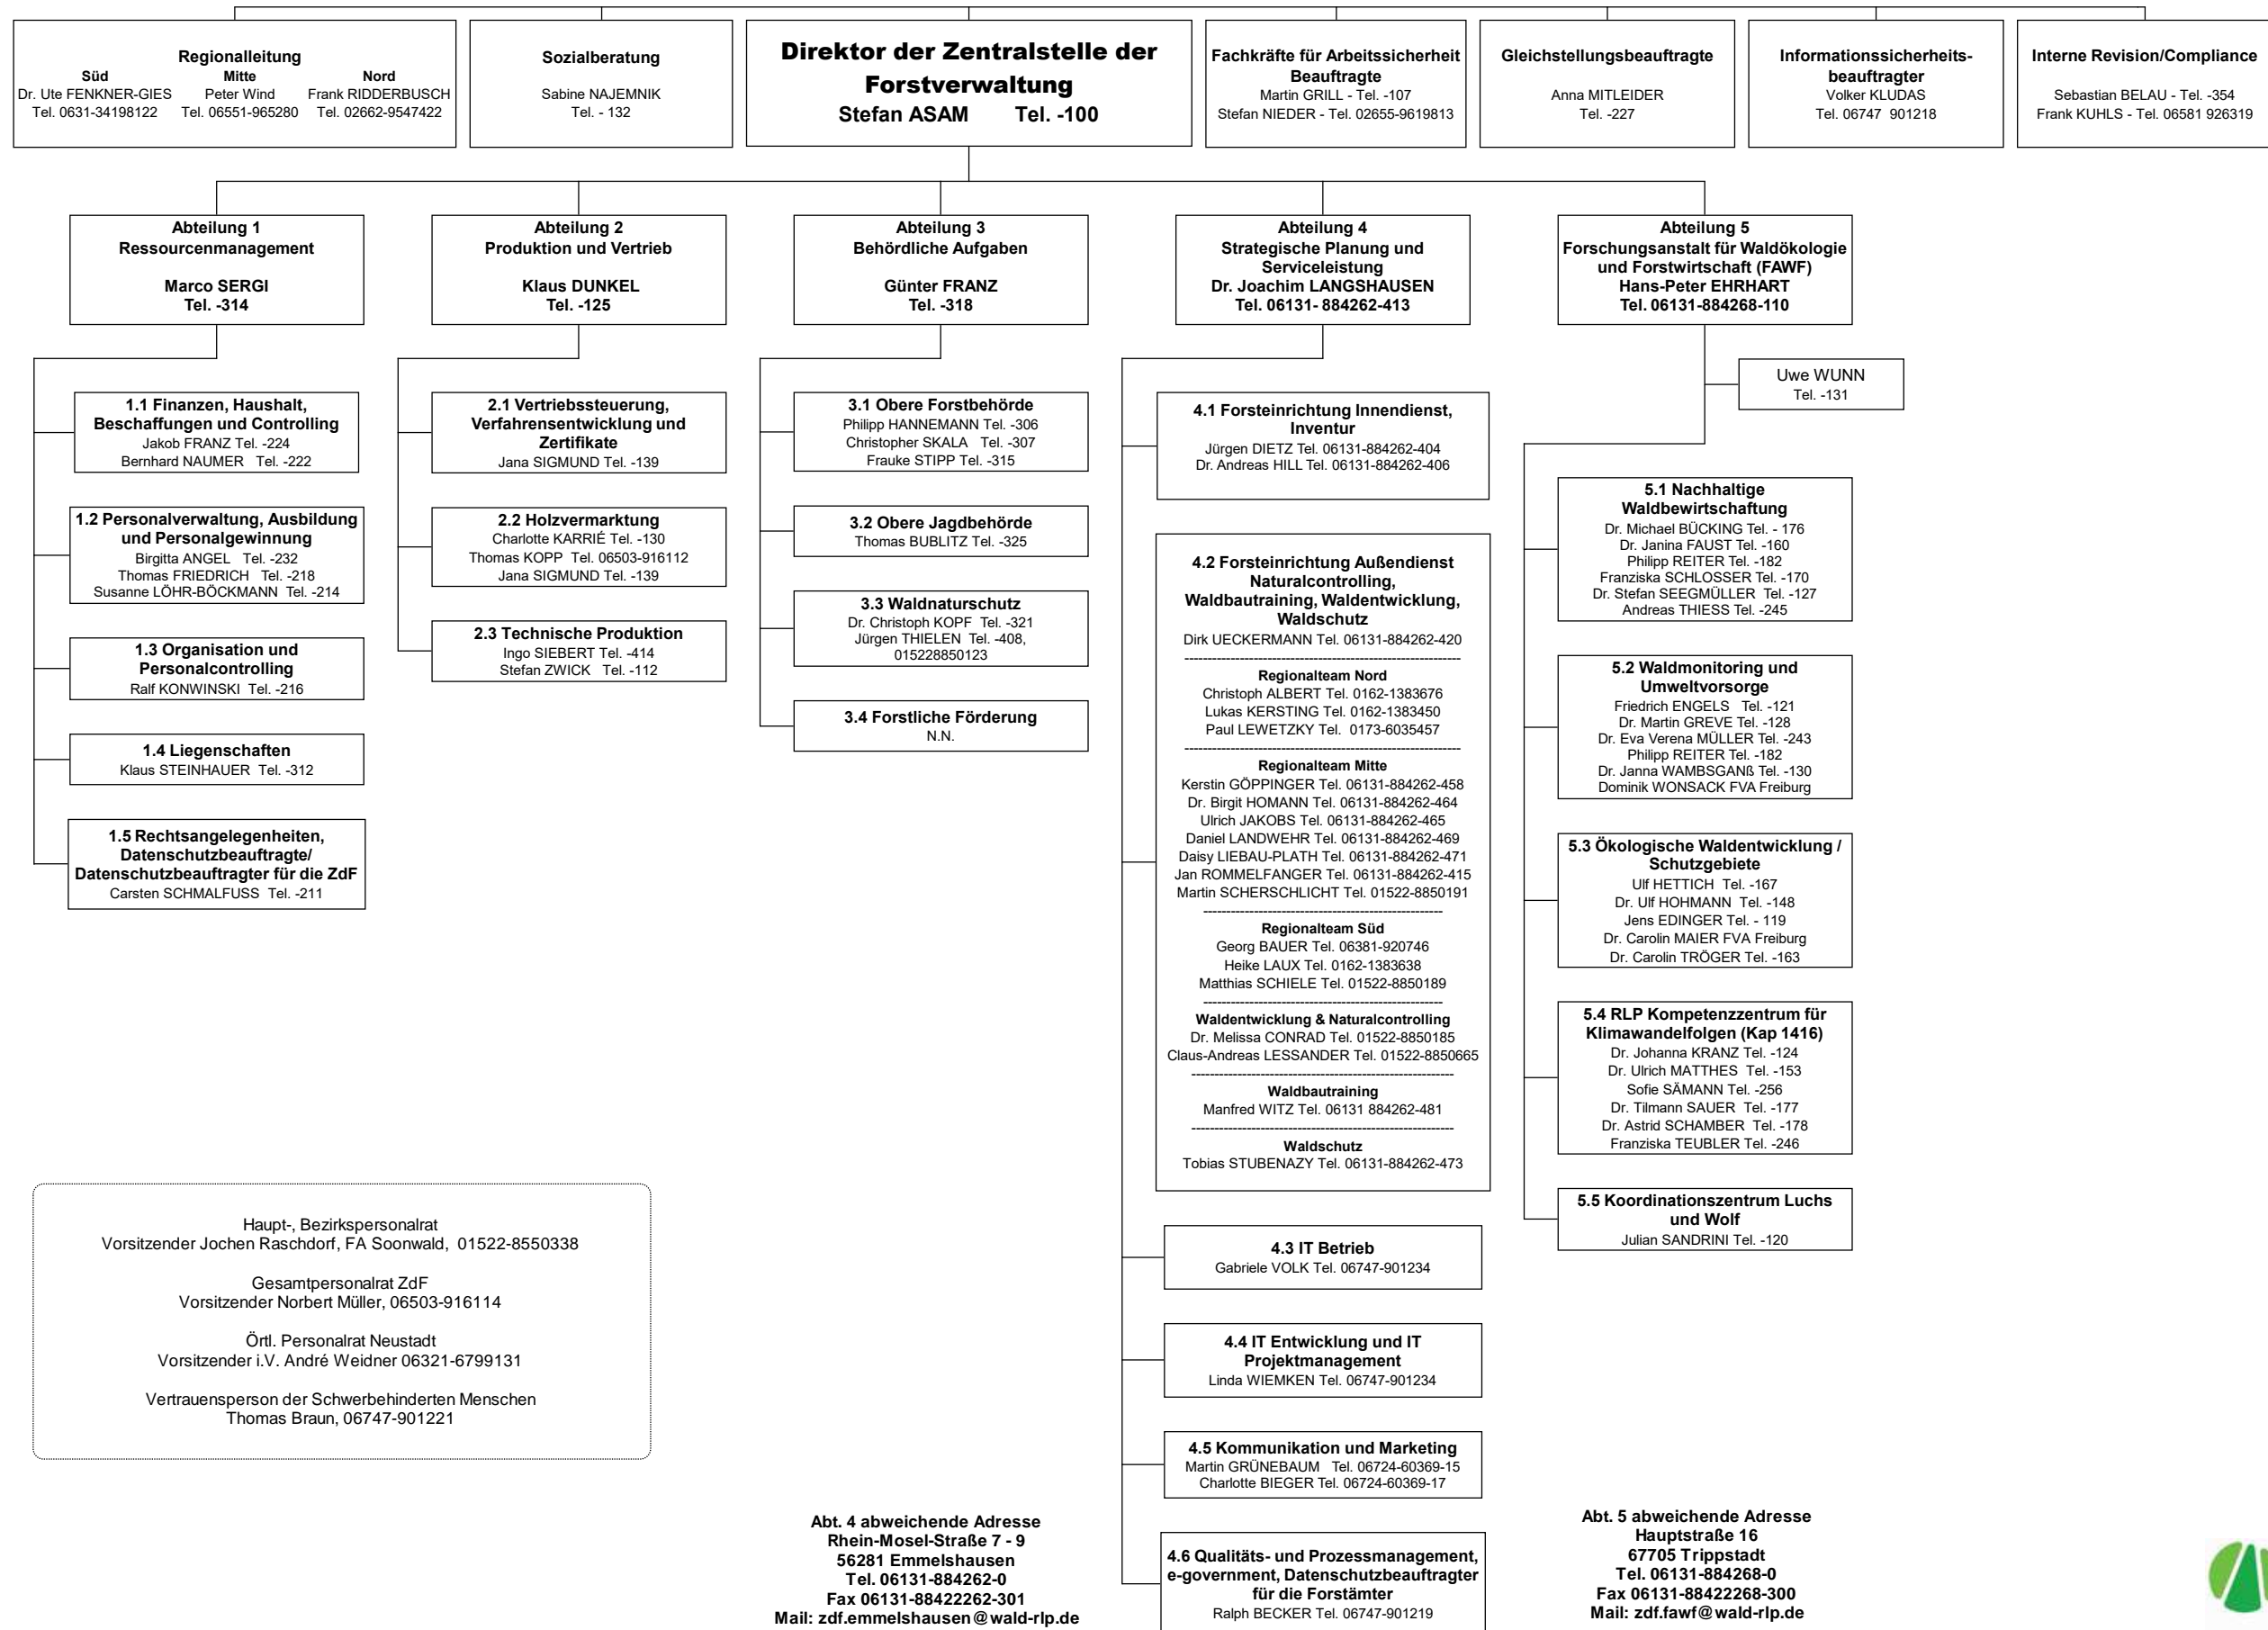 Regionalleitung
Süd Mitte Nord
Dr. Ute FENKNER-GIES Peter Wind Frank RIDDERBUSCH
Tel. 0631-34198122 Tel. 06551-965280 Tel. 02662-9547422
Sozialberatung
Sabine NAJEMNIK
Tel. - 132
Direktor der Zentralstelle der
Forstverwaltung
Stefan ASAM Tel. -100
Fachkräfte für Arbeitssicherheit
Beauftragte
Martin GRILL - Tel. -107
Stefan NIEDER - Tel. 02655-9619813
Gleichstellungsbeauftragte
Anna MITLEIDER
Tel. -227
Informationssicherheits-
beauftragter
Volker KLUDAS
Tel. 06747 901218
Interne Revision/Compliance
Sebastian BELAU - Tel. -354
Frank KUHLS - Tel. 06581 926319
Abteilung 1
Ressourcenmanagement
Marco SERGI
Tel. -314
Abteilung 2
Produktion und Vertrieb
Klaus DUNKEL
Tel. -125
Abteilung 3
Behördliche Aufgaben
Günter FRANZ
Tel. -318
Abteilung 4
Strategische Planung und
Serviceleistung
Dr. Joachim LANGSHAUSEN
Tel. 06131- 884262-413
Abteilung 5
Forschungsanstalt für Waldökologie
und Forstwirtschaft (FAWF)
Hans-Peter EHRHART
Tel. 06131-884268-110
Uwe WUNN
Tel. -131
1.1 Finanzen, Haushalt,
Beschaffungen und Controlling
Jakob FRANZ Tel. -224
Bernhard NAUMER Tel. -222
1.2 Personalverwaltung, Ausbildung
und Personalgewinnung
Birgitta ANGEL Tel. -232
Thomas FRIEDRICH Tel. -218
Susanne LÖHR-BÖCKMANN Tel. -214
1.3 Organisation und
Personalcontrolling
Ralf KONWINSKI Tel. -216
1.4 Liegenschaften
Klaus STEINHAUER Tel. -312
1.5 Rechtsangelegenheiten,
Datenschutzbeauftragte/
Datenschutzbeauftragter für die ZdF
Carsten SCHMALFUSS Tel. -211
2.1 Vertriebssteuerung,
Verfahrensentwicklung und
Zertifikate
Jana SIGMUND Tel. -139
2.2 Holzvermarktung
Charlotte KARRIÉ Tel. -130
Thomas KOPP Tel. 06503-916112
Jana SIGMUND Tel. -139
2.3 Technische Produktion
Ingo SIEBERT Tel. -414
Stefan ZWICK Tel. -112
3.1 Obere Forstbehörde
Philipp HANNEMANN Tel. -306
Christopher SKALA Tel. -307
Frauke STIPP Tel. -315
3.2 Obere Jagdbehörde
Thomas BUBLITZ Tel. -325
3.3 Waldnaturschutz
Dr. Christoph KOPF Tel. -321
Jürgen THIELEN Tel. -408,
015228850123
3.4 Forstliche Förderung
N.N.
4.1 Forsteinrichtung Innendienst,
Inventur
Jürgen DIETZ Tel. 06131-884262-404
Dr. Andreas HILL Tel. 06131-884262-406
4.2 Forsteinrichtung Außendienst
Naturalcontrolling,
Waldbautraining, Waldentwicklung,
Waldschutz
Dirk UECKERMANN Tel. 06131-884262-420
------------------------------------------------------------
Regionalteam Nord
Christoph ALBERT Tel. 0162-1383676
Lukas KERSTING Tel. 0162-1383450
Paul LEWETZKY Tel. 0173-6035457
------------------------------------------------------------
Regionalteam Mitte
Kerstin GÖPPINGER Tel. 06131-884262-458
Dr. Birgit HOMANN Tel. 06131-884262-464
Ulrich JAKOBS Tel. 06131-884262-465
Daniel LANDWEHR Tel. 06131-884262-469
Daisy LIEBAU-PLATH Tel. 06131-884262-471
Jan ROMMELFANGER Tel. 06131-884262-415
Martin SCHERSCHLICHT Tel. 01522-8850191
----------------------------------------------------
Regionalteam Süd
Georg BAUER Tel. 06381-920746
Heike LAUX Tel. 0162-1383638
Matthias SCHIELE Tel. 01522-8850189
----------------------------------------------------
Waldentwicklung & Naturalcontrolling
Dr. Melissa CONRAD Tel. 01522-8850185
Claus-Andreas LESSANDER Tel. 01522-8850665
---------------------------------------------------------
Waldbautraining
Manfred WITZ Tel. 06131 884262-481
---------------------------------------------------------
Waldschutz
Tobias STUBENAZY Tel. 06131-884262-473
4.3 IT Betrieb
Gabriele VOLK Tel. 06747-901234
4.4 IT Entwicklung und IT
Projektmanagement
Linda WIEMKEN Tel. 06747-901234
4.5 Kommunikation und Marketing
Martin GRÜNEBAUM Tel. 06724-60369-15
Charlotte BIEGER Tel. 06724-60369-17
4.6 Qualitäts- und Prozessmanagement,
e-government, Datenschutzbeauftragter
für die Forstämter
Ralph BECKER Tel. 06747-901219
5.1 Nachhaltige
Waldbewirtschaftung
Dr. Michael BÜCKING Tel. - 176
Dr. Janina FAUST Tel. -160
Philipp REITER Tel. -182
Franziska SCHLOSSER Tel. -170
Dr. Stefan SEEGMÜLLER Tel. -127
Andreas THIESS Tel. -245
5.2 Waldmonitoring und
Umweltvorsorge
Friedrich ENGELS Tel. -121
Dr. Martin GREVE Tel. -128
Dr. Eva Verena MÜLLER Tel. -243
Philipp REITER Tel. -182
Dr. Janna WAMBSGANß Tel. -130
Dominik WONSACK FVA Freiburg
5.3 Ökologische Waldentwicklung /
Schutzgebiete
Ulf HETTICH Tel. -167
Dr. Ulf HOHMANN Tel. -148
Jens EDINGER Tel. - 119
Dr. Carolin MAIER FVA Freiburg
Dr. Carolin TRÖGER Tel. -163
5.4 RLP Kompetenzzentrum für
Klimawandelfolgen (Kap 1416)
Dr. Johanna KRANZ Tel. -124
Dr. Ulrich MATTHES Tel. -153
Sofie SÄMANN Tel. -256
Dr. Tilmann SAUER Tel. -177
Dr. Astrid SCHAMBER Tel. -178
Franziska TEUBLER Tel. -246
5.5 Koordinationszentrum Luchs
und Wolf
Julian SANDRINI Tel. -120
Haupt-, Bezirkspersonalrat
Vorsitzender Jochen Raschdorf, FA Soonwald, 01522-8550338
Gesamtpersonalrat ZdF
Vorsitzender Norbert Müller, 06503-916114
Örtl. Personalrat Neustadt
Vorsitzender i.V. André Weidner 06321-6799131
Vertrauensperson der Schwerbehinderten Menschen
Thomas Braun, 06747-901221
Abt. 4 abweichende Adresse
Rhein-Mosel-Straße 7 - 9
56281 Emmelshausen
Tel. 06131-884262-0
Fax 06131-88422262-301
Mail: zdf.emmelshausen@wald-rlp.de
Abt. 5 abweichende Adresse
Hauptstraße 16
67705 Trippstadt
Tel. 06131-884268-0
Fax 06131-88422268-300
Mail: zdf.fawf@wald-rlp.de